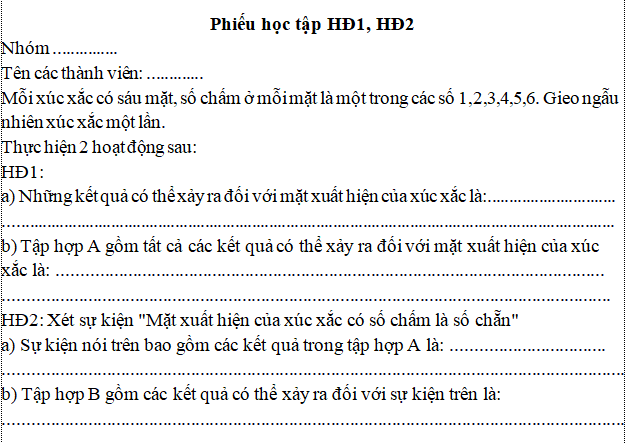 Phiếu học tập HĐ1, HĐ2
Nhóm ...............
Tên các thành viên: .............
Mỗi xúc xắc có sáu mặt, số chấm ở mỗi mặt là một trong các số 1,2,3,4,5,6. Gieo ngẫu
nhiên xúc xắc một lần.
Thực hiện 2 hoạt động sau:
HĐ1:
a) Những kết quả có thể xảy ra đối với mặt xuất hiện của xúc xắc là:..............................
....................................................................................................................................
b) Tập hợp A gồm tất cả các kết quả có thể xảy ra đối với mặt xuất hiện của xúc
xắc là: .......................................................................................................................
....................................................................................................................................
HĐ2: Xét sự kiện "Mặt xuất hiện của xúc xắc có số chấm là số chẵn"
a) Sự kiện nói trên bao gồm các kết quả trong tập hợp A là: ..................................
....................................................................................................................................
b) Tập hợp B gồm các kết quả có thể xảy ra đối với sự kiện trên là:
....................................................................................................................................